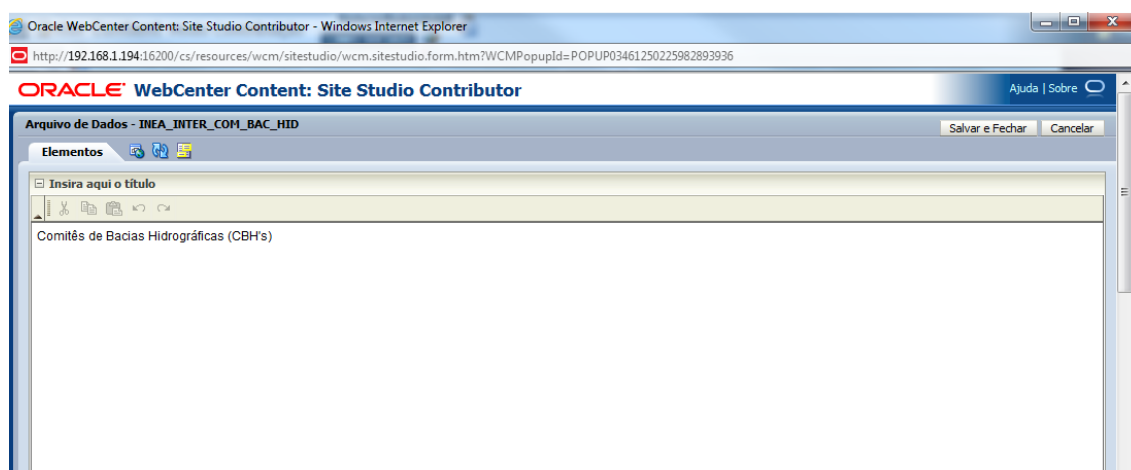 Oracle WebCenter Content: Site Studio Contributor - Windows Internet Explorer
http://192.168.1.194:16200/cs/resources/wcm/sitestudio/wcm.sitestudio.form.htm?WCMPopupId=POPUP03461250225982893936
ORACLE WebCenter Content: Site Studio Contributor
Ajuda | Sobre
Arquivo de Dados - INEA_INTER_COM_BAC_HID
Salvar e Fechar Cancelar
Elementos
Insira aqui o título
Comitês de Bacias Hidrográficas (CBH's)